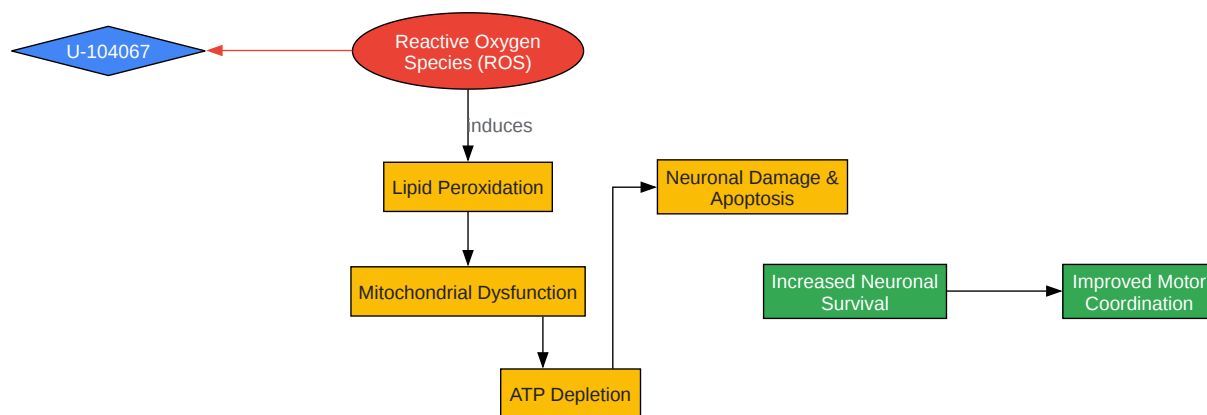 U-104067
Reactive Oxygen
Species (ROS)
induces
Lipid Peroxidation
Neuronal Damage &
Apoptosis
Mitochondrial Dysfunction
Increased Neuronal
Survival
Improved Motor
Coordination
ATP Depletion